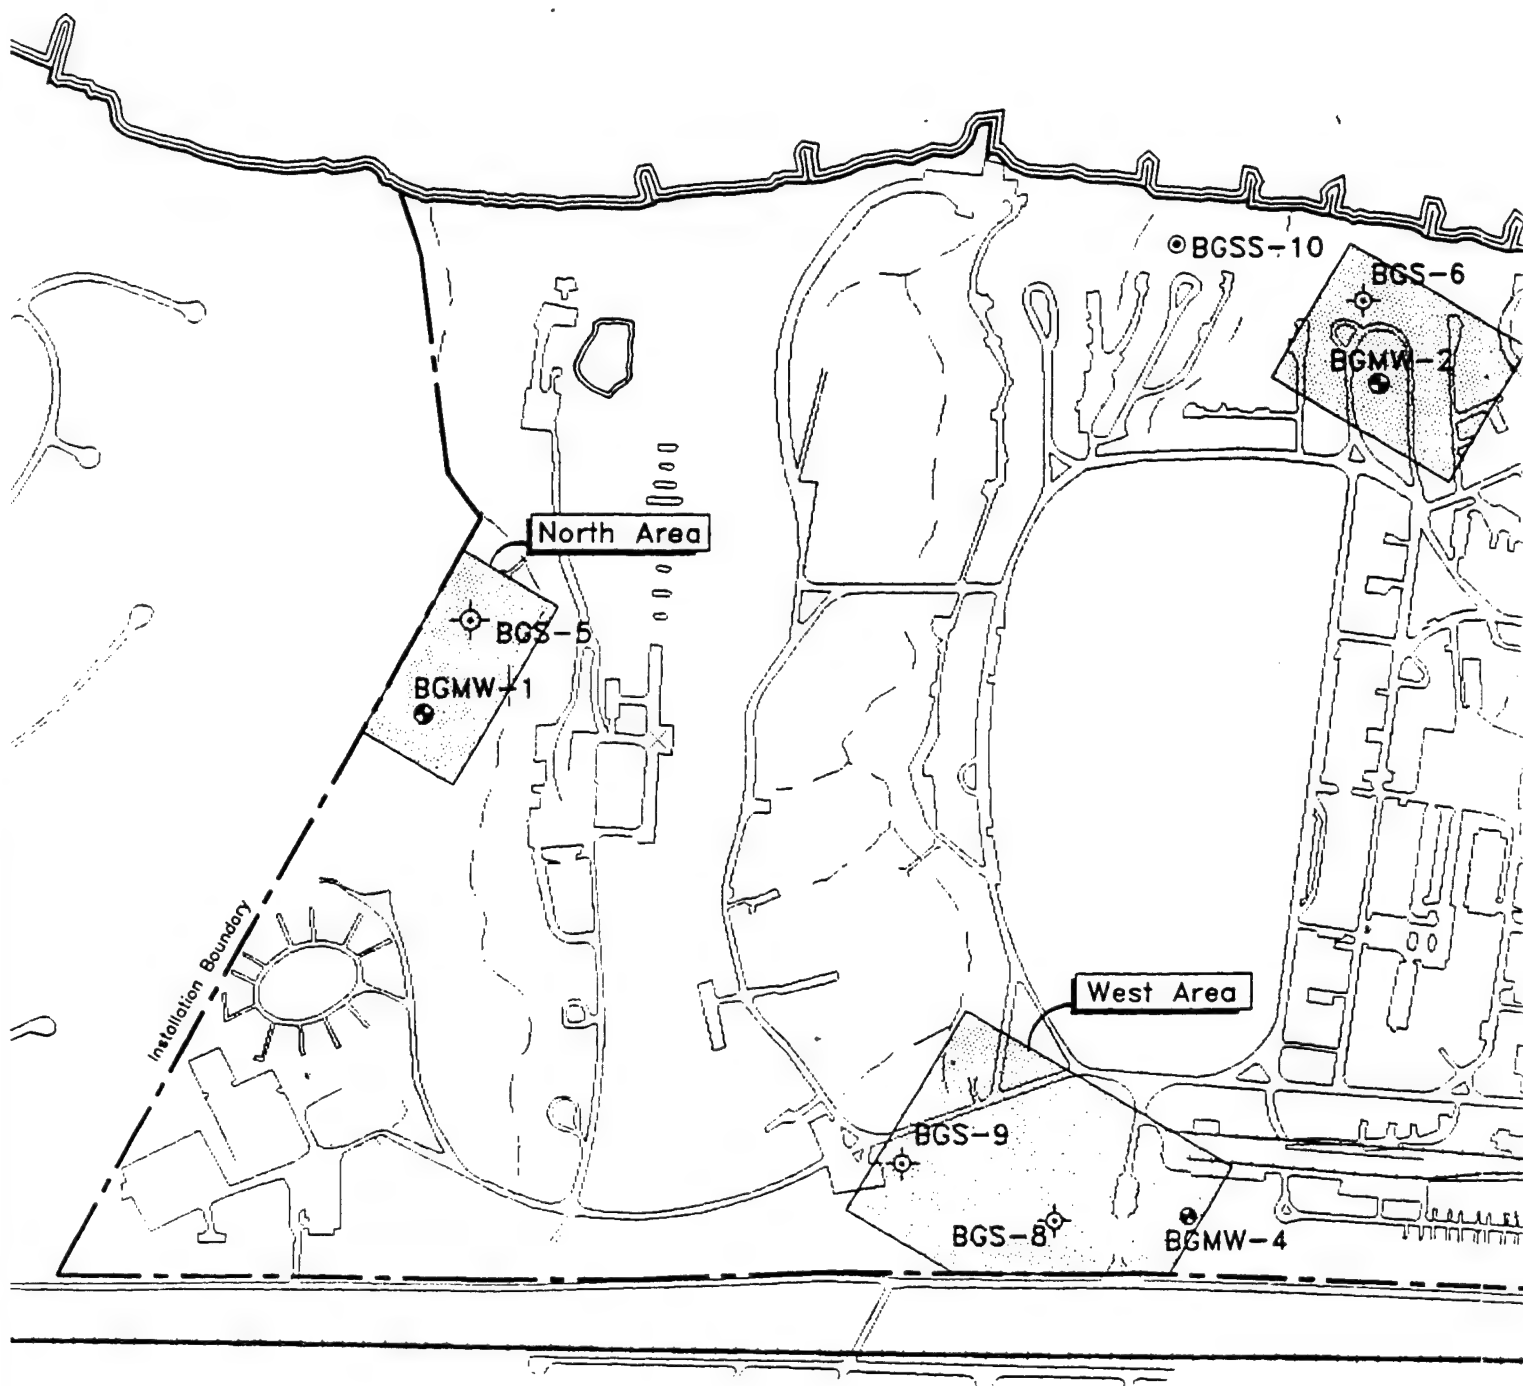 BGSS-10
BGS-6
BGMW-2
North Area
BGS-5
BGMW-1
Installation Boundary
West Area
BGS-9
BGS-8
BGMW-4